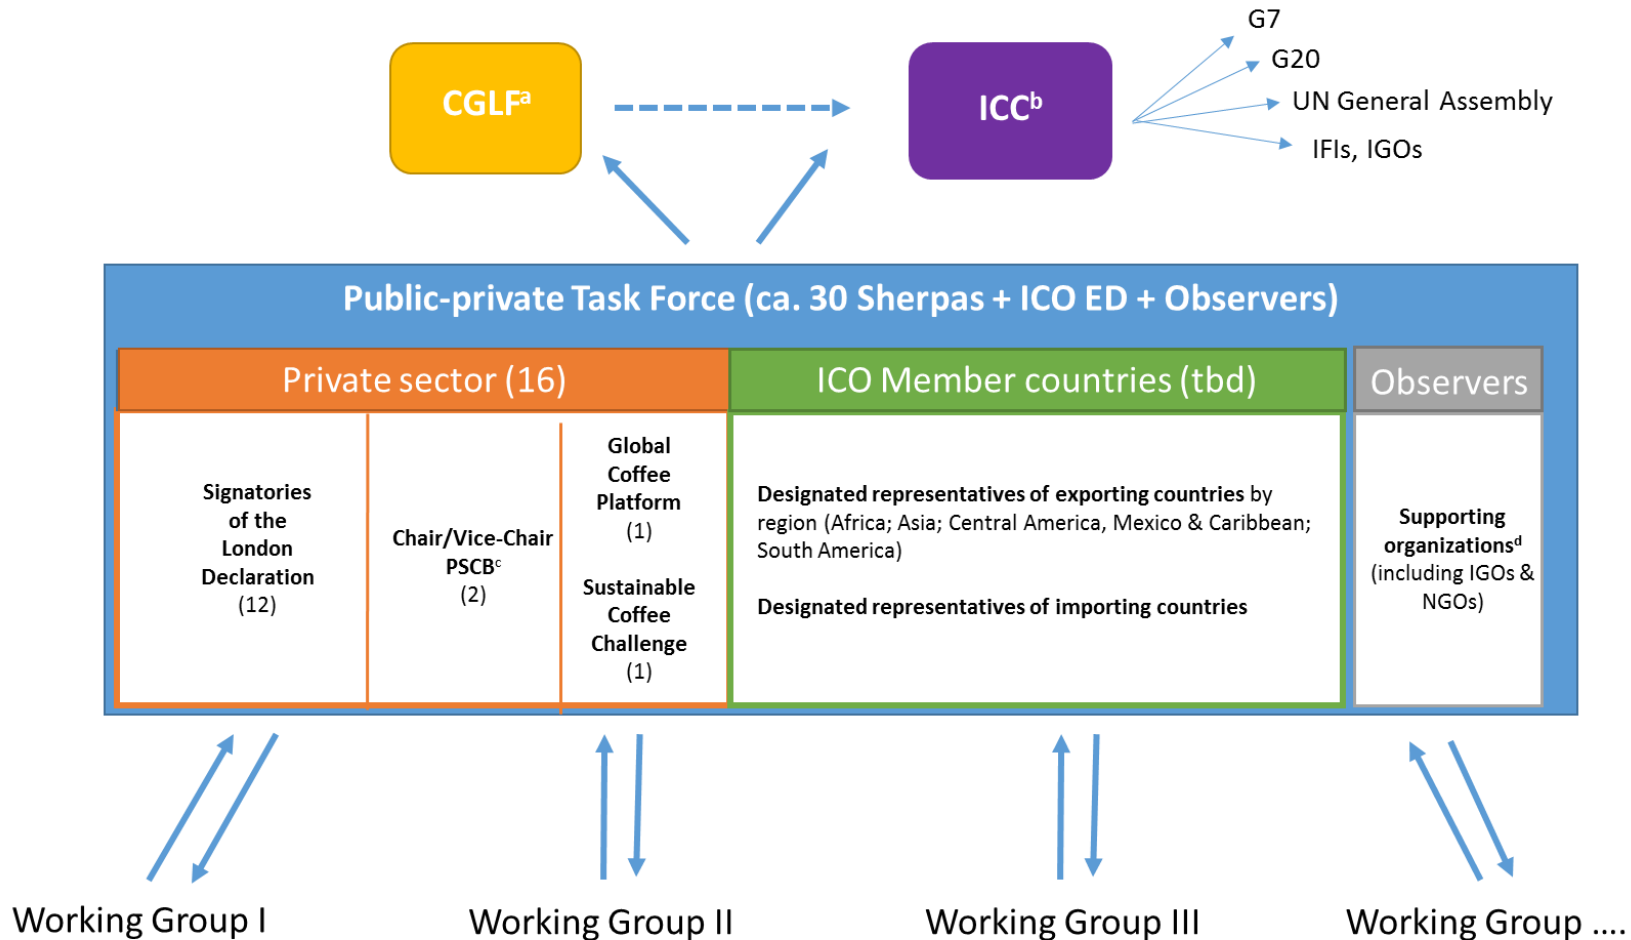 G7
G20
UN General Assembly
IFIs, IGOs
CGLFa
ICCb
Public-private Task Force (ca. 30 Sherpas + ICO ED + Observers)
Private sector (16)
ICO Member countries (tbd)
Observers
Signatories
of the
London
Declaration
(12)
Chair/Vice-Chair
PSCBc
(2)
Global
Coffee
Platform
(1)
Sustainable
Coffee
Challenge
(1)
Designated representatives of exporting countries by
region (Africa; Asia; Central America, Mexico & Caribbean;
South America)
Designated representatives of importing countries
Supporting
organizationsd
(including IGOs &
NGOs)
Working Group I
Working Group II
Working Group III
Working Group ....